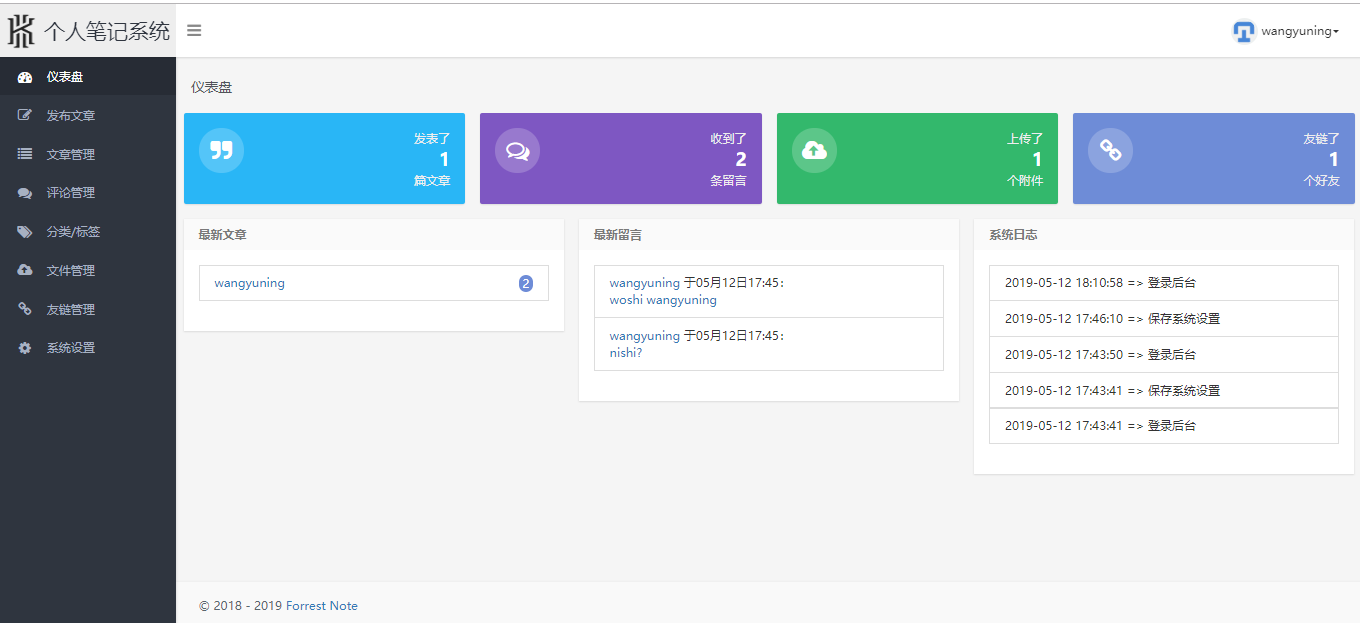 个人笔记系统
wangyuning
仪表盘
发布文章
文章管理
评论管理
分类/标签
文件管理
友链管理
系统设置
仪表盘
发表了
1
篇文章
收到了
2
条留言
上传了
1
个附件
友链了
1
个好友
最新文章
wangyuning 2
最新留言
wangyuning 于05月12日17:45：
woshi wangyuning
wangyuning 于05月12日17:45：
nishi?
系统日志
2019-05-12 18:10:58 => 登录后台
2019-05-12 17:46:10 => 保存系统设置
2019-05-12 17:43:50 => 登录后台
2019-05-12 17:43:41 => 保存系统设置
2019-05-12 17:43:41 => 登录后台
© 2018 - 2019 Forrest Note